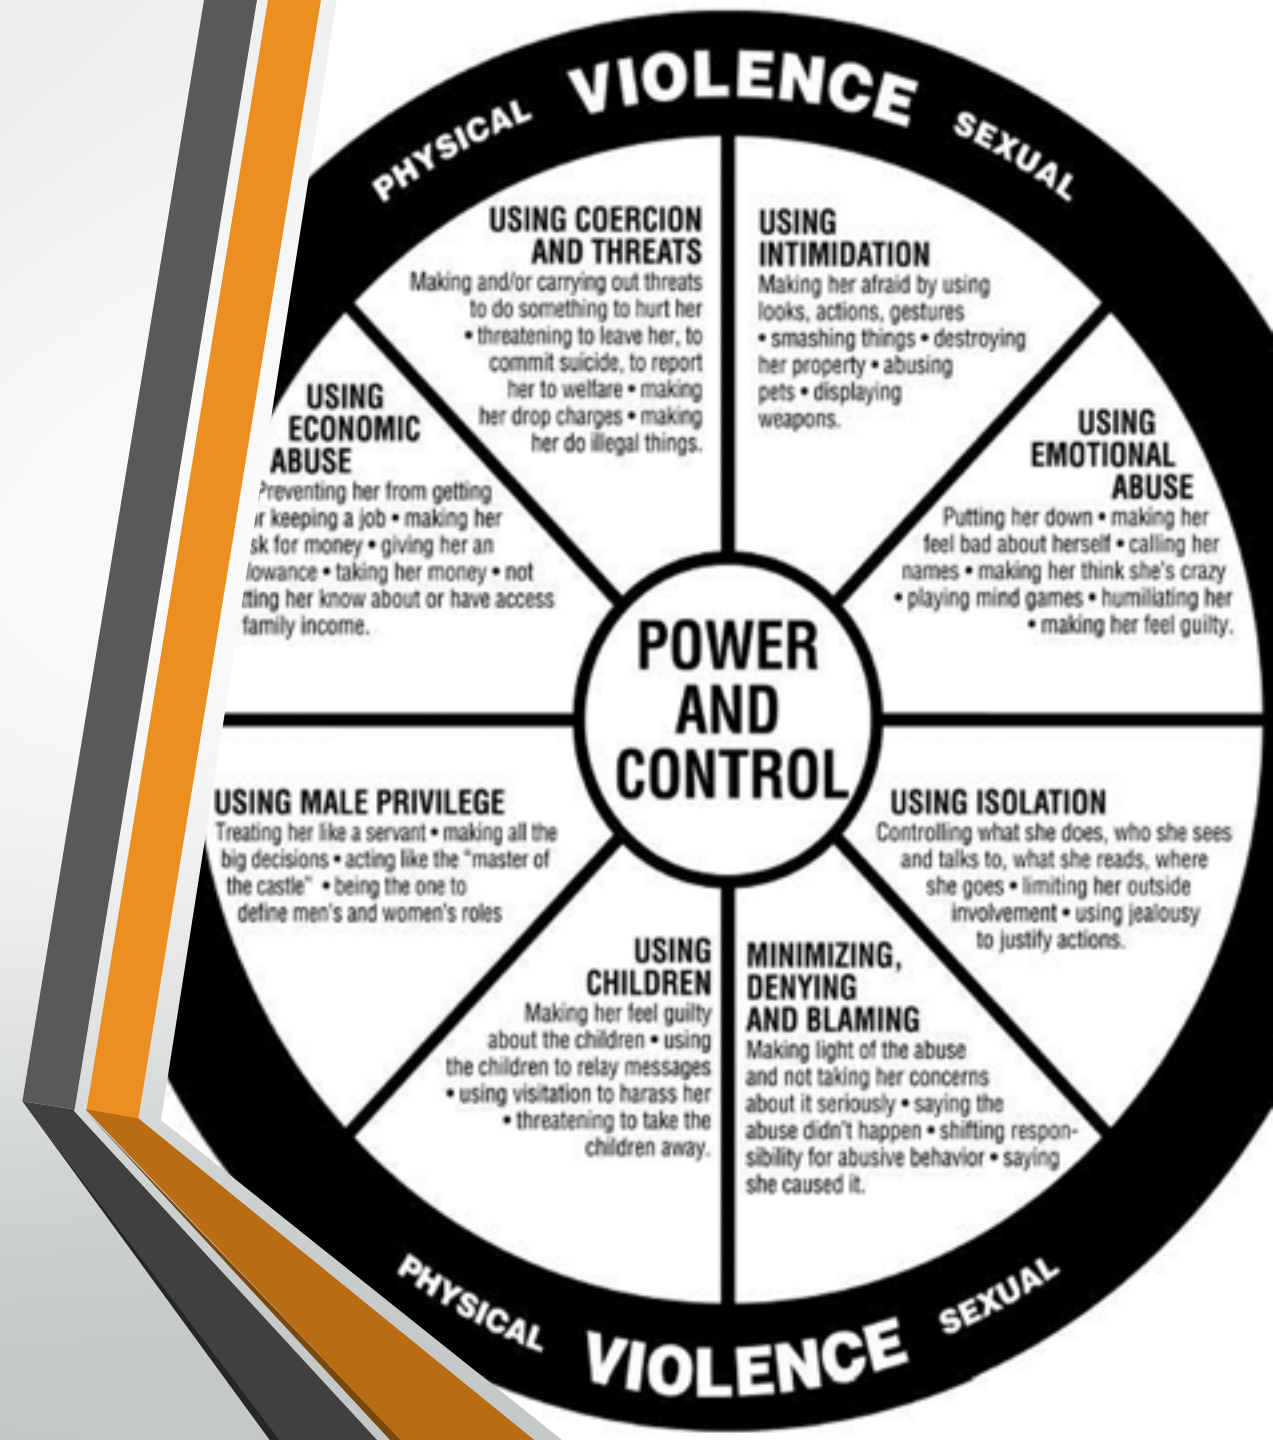 PHYSICAL VIOLENCE SEXUAL
USING COERCION
AND THREATS
Making and/or carrying out threats
to do something to hurt her
• threatening to leave her, to
commit suicide, to report
her to welfare • making
her drop charges • making
her do illegal things.
USING
INTIMIDATION
Making her afraid by using
looks, actions, gestures
• smashing things • destroying
her property • abusing
pets • displaying
weapons.
USING
ECONOMIC
ABUSE
Preventing her from getting
keeping a job • making her
for money • giving her an
• taking her money • not
her know about or have access
family income.
USING
EMOTIONAL
ABUSE
Putting her down • making her
feel bad about herself • calling her
names • making her think she's crazy
• playing mind games • humiliating her
• making her feel guilty.
POWER
AND
CONTROL
USING MALE PRIVILEGE
Treating her like a servant • making all the
big decisions • acting like the "master of
the castle" • being the one to
define men's and women's roles
USING ISOLATION
Controlling what she does, who she sees
and talks to, what she reads, where
she goes • limiting her outside
involvement • using jealousy
to justify actions.
USING
CHILDREN
Making her feel guilty
about the children • using
the children to relay messages
• using visitation to harass her
• threatening to take the
children away.
MINIMIZING,
DENYING
AND BLAMING
Making light of the abuse
and not taking her concerns
about it seriously • saying the
abuse didn't happen • shifting respon-
sibility for abusive behavior • saying
she caused it.
PHYSICAL VIOLENCE SEXUAL